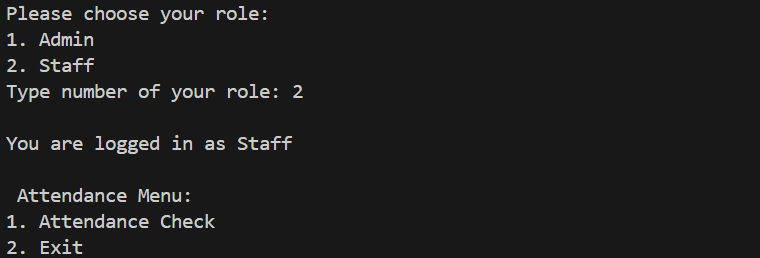 Please choose your role:
1. Admin
2. Staff
Type number of your role: 2
You are logged in as Staff
Attendance Menu:
1. Attendance Check
2. Exit